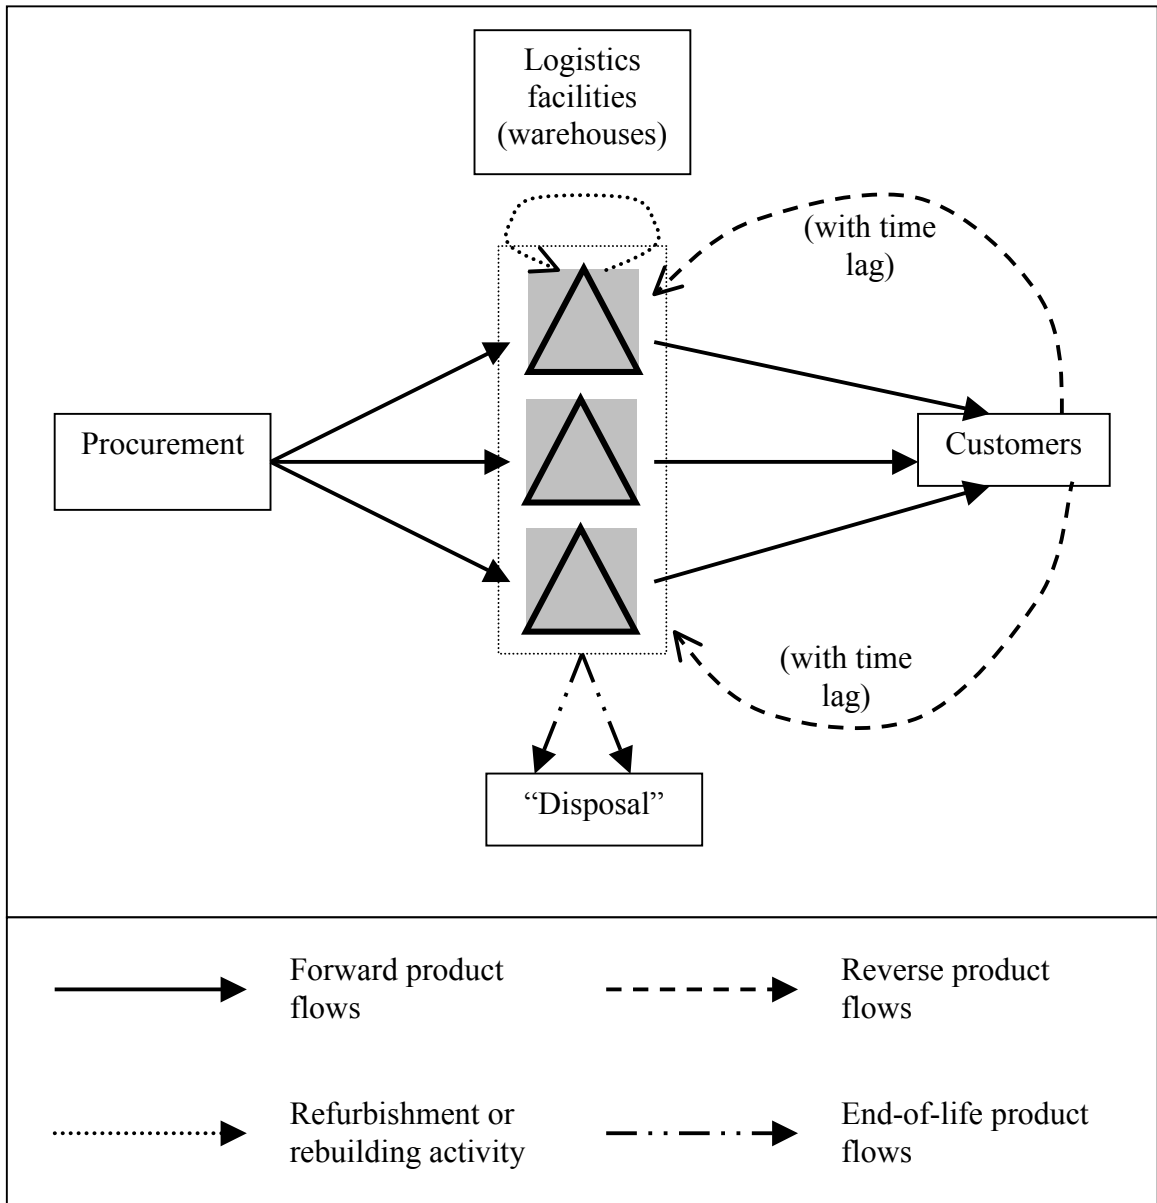 Logistics
facilities
(warehouses)
(with time
lag)
Procurement
Customers
(with time
lag)
“Disposal”
Forward product
flows
Reverse product
flows
Refurbishment or
rebuilding activity
End-of-life product
flows